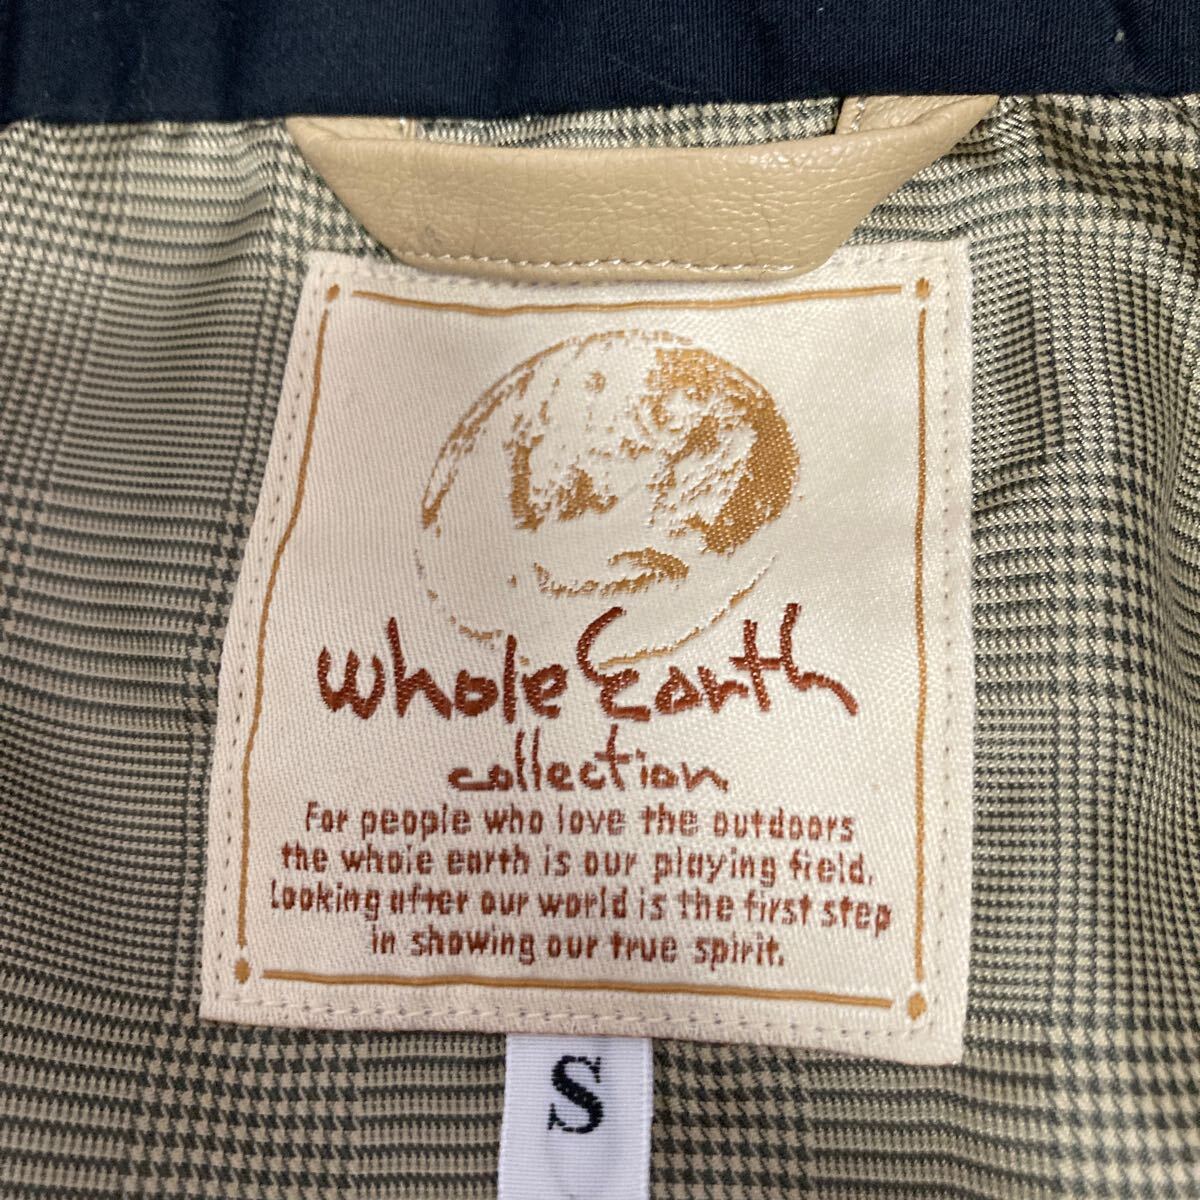 whole Earth
collection
For people who love the outdoors
the whole earth is our playing field.
Looking after our world is the first step
in showing our true spirit.
S